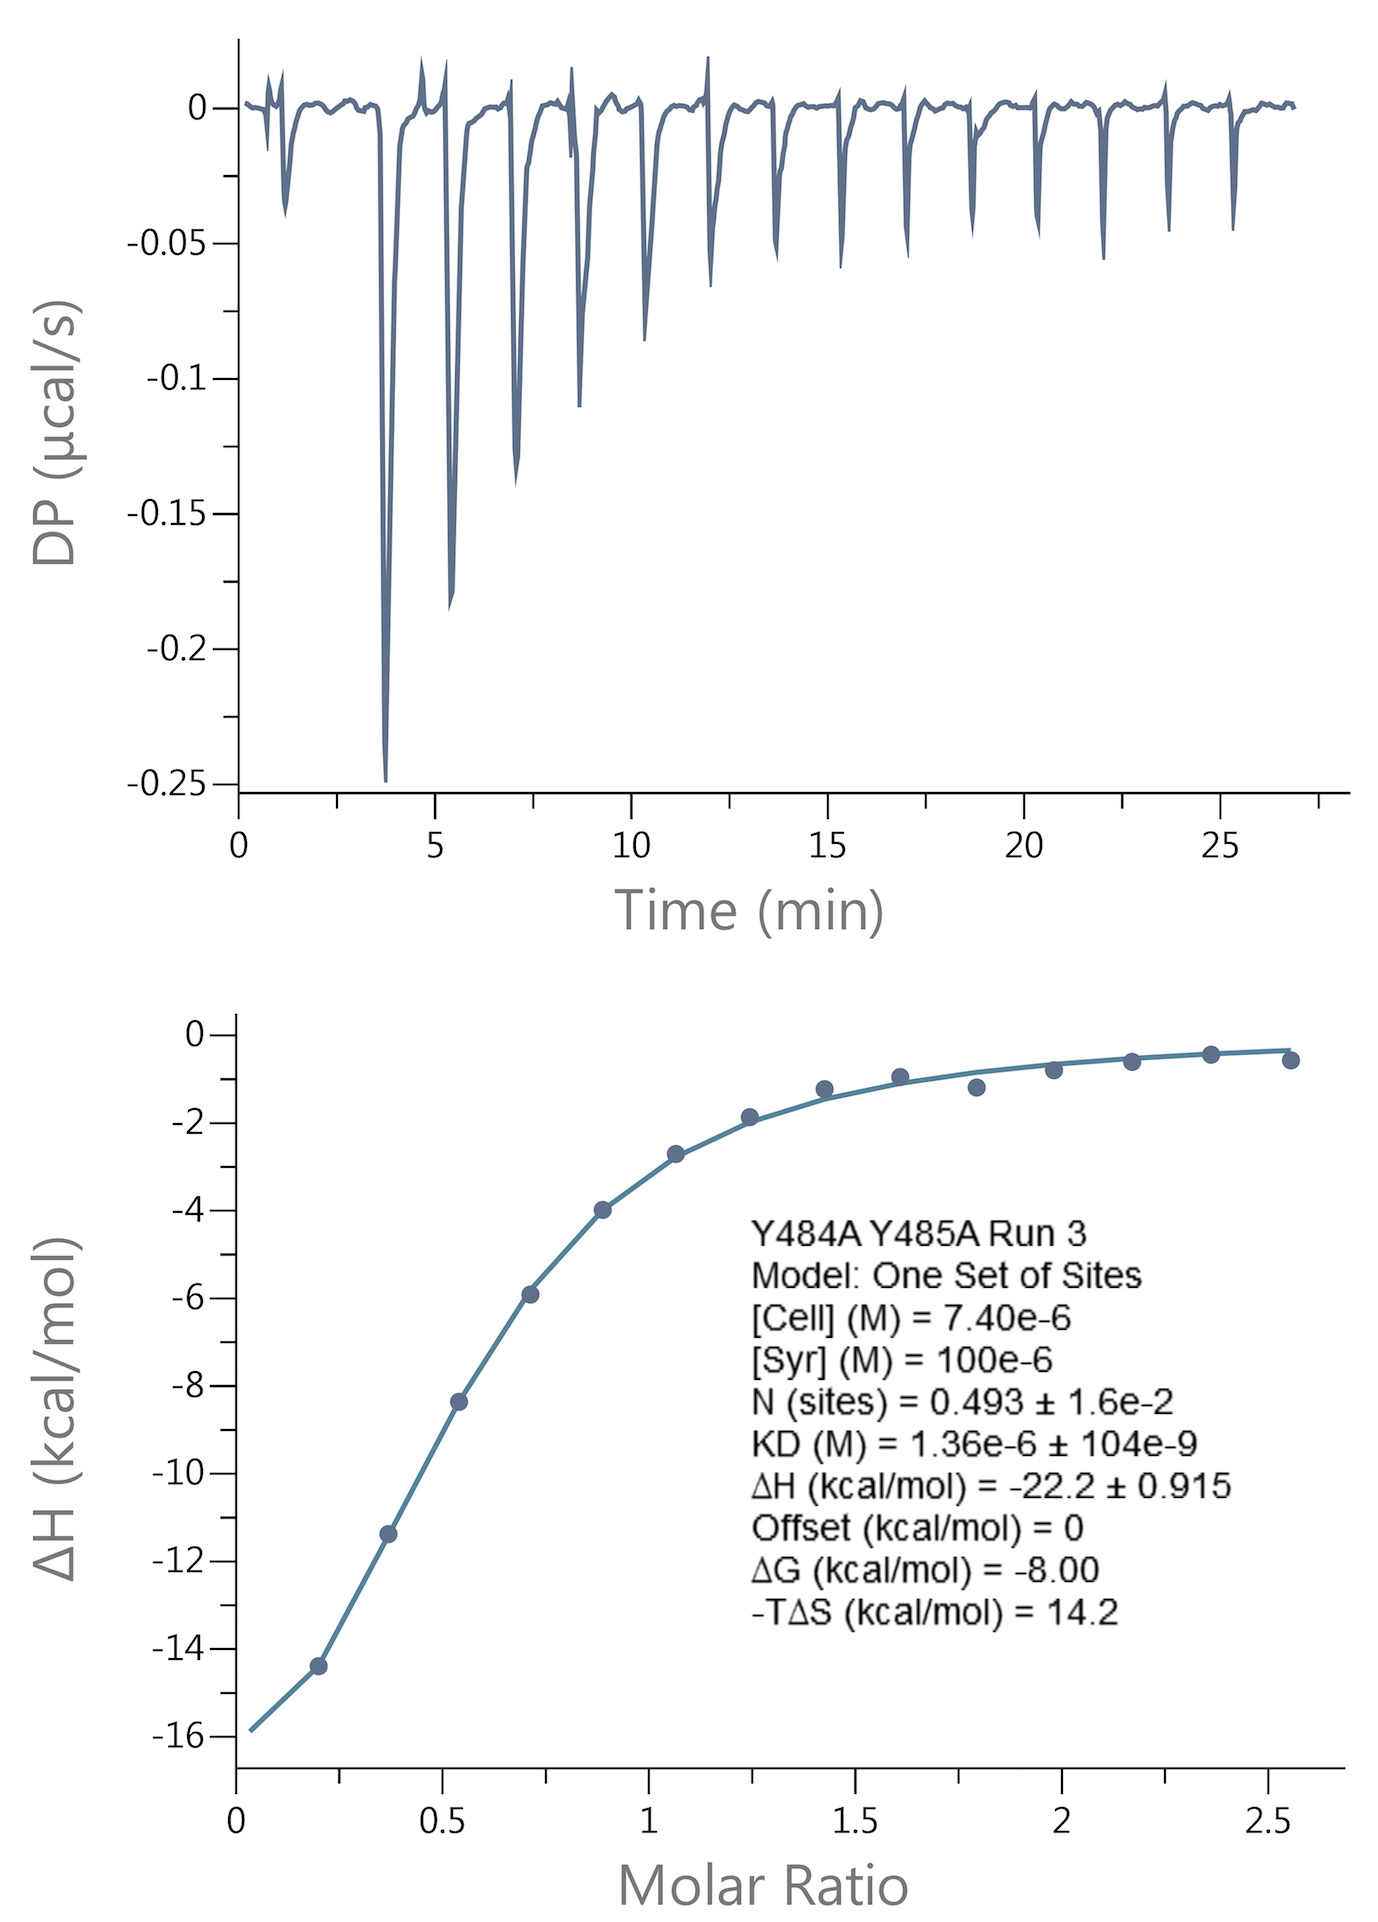 0
-0.05
-0.1
-0.15
-0.2
-0.25
DP (µcal/s)
0 5 10 15 20 25
Time (min)
0
-2
-4
-6
-8
-10
-12
-14
-16
ΔH (kcal/mol)
Y484A Y485A Run 3
Model: One Set of Sites
[Cell] (M) = 7.40e-6
[Syr] (M) = 100e-6
N (sites) = 0.493 ± 1.6e-2
KD (M) = 1.36e-6 ± 104e-9
ΔH (kcal/mol) = -22.2 ± 0.915
Offset (kcal/mol) = 0
ΔG (kcal/mol) = -8.00
-TΔS (kcal/mol) = 14.2
0 0.5 1 1.5 2 2.5
Molar Ratio